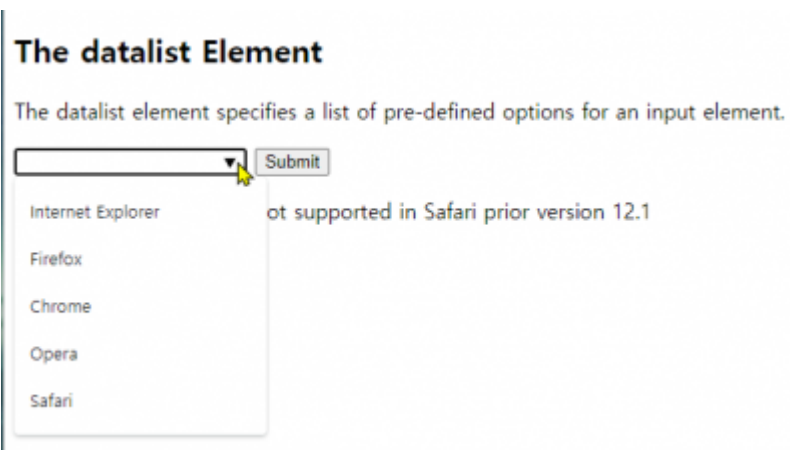 The datalist Element
The datalist element specifies a list of pre-defined options for an input element.
Submit
ot supported in Safari prior version 12.1
Internet Explorer
Firefox
Chrome
Opera
Safari